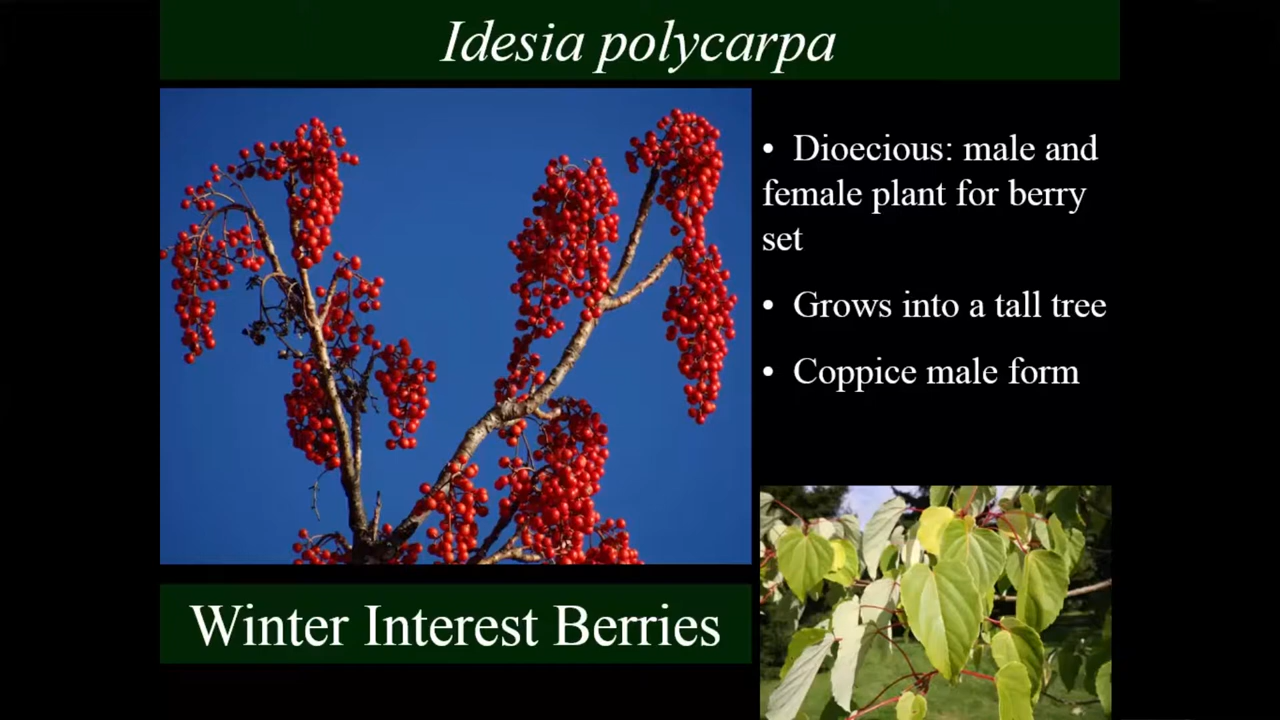 Idesia polycarpa
• Dioecious: male and
female plant for berry
set
• Grows into a tall tree
• Coppice male form
Winter Interest Berries